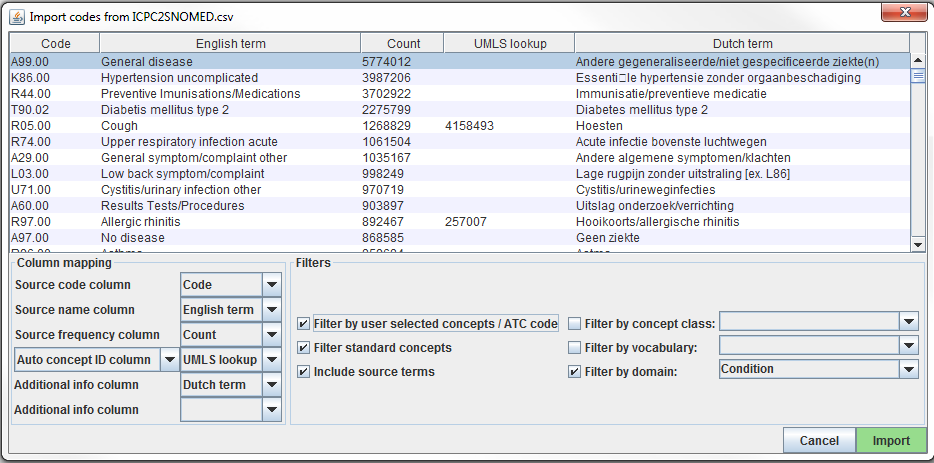 Import codes from ICPC2SNOMED.csv
Code English term Count UMLS lookup Dutch term
A99.00 General disease 5774012 Andere gegeneraliseerde/niet gespecificeerde ziekte(n)
K86.00 Hypertension uncomplicated 3987206 Essenti□le hypertensie zonder orgaanbeschadiging
R44.00 Preventive Imunisations/Medications 3702922 Immunisatie/preventieve medicatie
T90.02 Diabetis mellitus type 2 2275799 Diabetes mellitus type 2
R05.00 Cough 1268829 4158493 Hoesten
R74.00 Upper respiratory infection acute 1061504 Acute infectie bovenste luchtwegen
A29.00 General symptom/complaint other 1035167 Andere algemene symptomen/klachten
L03.00 Low back symptom/complaint 998249 Lage rugpijn zonder uitstraling [ex. L86]
U71.00 Cystitis/urinary infection other 970719 Cystitis/urineweginfecties
A60.00 Results Tests/Procedures 903897 Uitslag onderzoek/verrichting
R97.00 Allergic rhinitis 892467 257007 Hooikoorts/allergische rhinitis
A97.00 No disease 868585 Geen ziekte
Column mapping
Source code column Code
Source name column English term
Source frequency column Count
Auto concept ID column UMLS lookup
Additional info column Dutch term
Additional info column
Filters
Filter by user selected concepts / ATC code Filter by concept class:
Filter standard concepts Filter by vocabulary:
Include source terms Filter by domain: Condition
Cancel Import